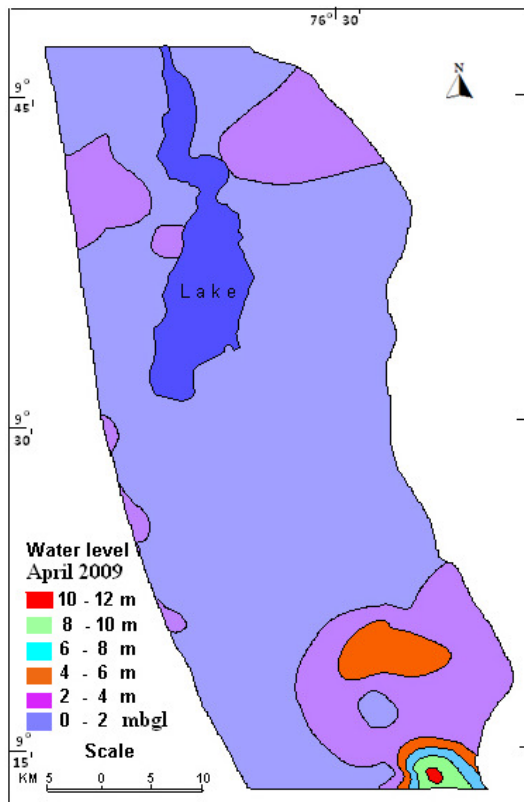 76° 30'
9°
45'
N
Lake
9°
30'
Water level
April 2009
10 - 12 m
8 - 10 m
6 - 8 m
4 - 6 m
2 - 4 m
0 - 2 mbgl
9°
15'
Scale
KM 5 0 5 10